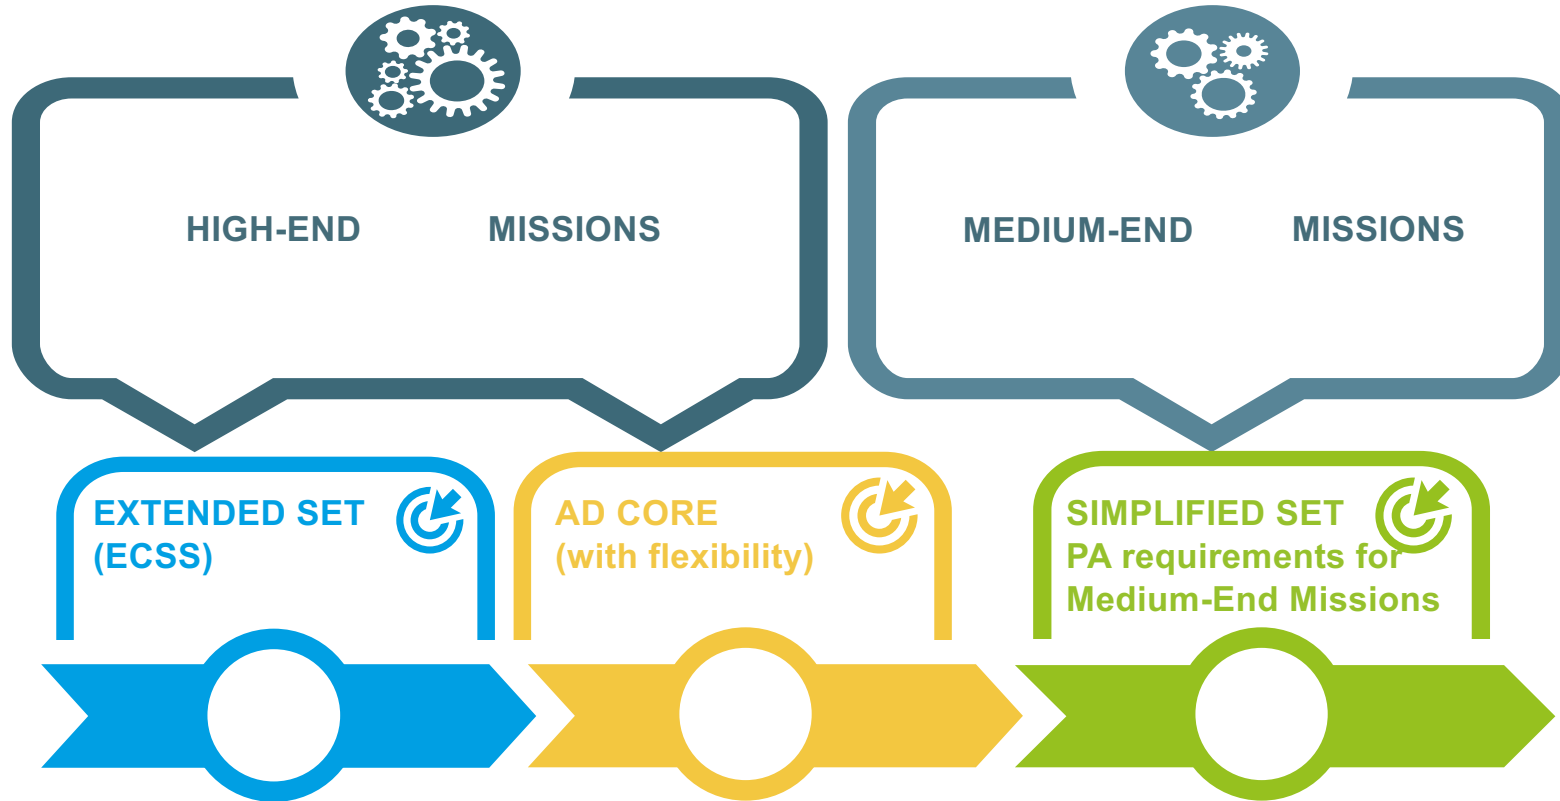 HIGH-END MISSIONS
MEDIUM-END MISSIONS
EXTENDED SET
(ECSS)
AD CORE
(with flexibility)
SIMPLIFIED SET
PA requirements for
Medium-End Missions